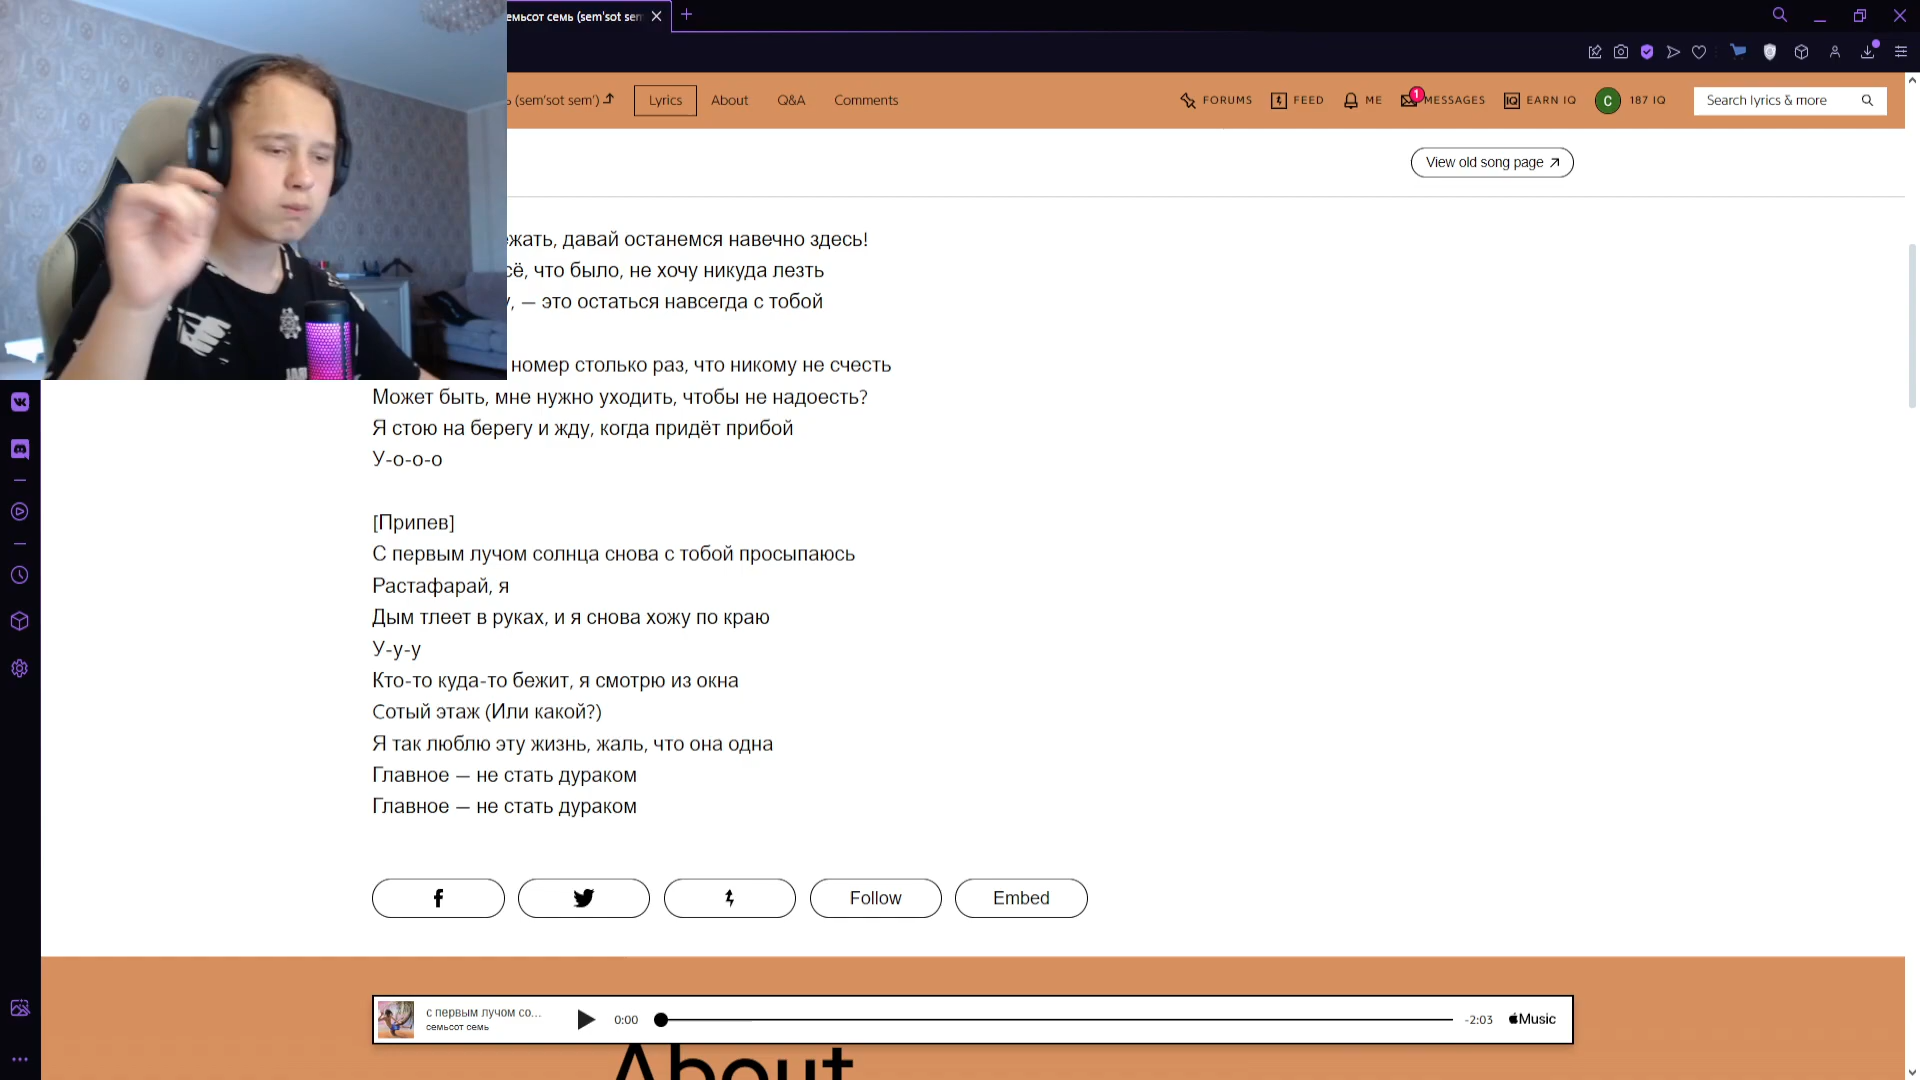 семьсот семь (sem'sot sem
(sem'sot sem')
Lyrics
About
Q&A
Comments
FORUMS
FEED
ME
1
MESSAGES
IQ
EARN IQ
C
187 IQ
Search lyrics & more
View old song page
давай останемся навечно здесь!
что было, не хочу никуда лезть
— это остаться навсегда с тобой
номер столько раз, что никому не счесть
Может быть, мне нужно уходить, чтобы не надоесть?
Я стою на берегу и жду, когда придёт прибой
У-о-о-о
[Припев]
С первым лучом солнца снова с тобой просыпаюсь
Растафарай, я
Дым тлеет в руках, и я снова хожу по краю
У-у-у
Кто-то куда-то бежит, я смотрю из окна
Сотый этаж (Или какой?)
Я так люблю эту жизнь, жаль, что она одна
Главное — не стать дураком
Главное — не стать дураком
Follow
Embed
с первым лучом со...
семьсот семь
0:00
-2:03
Music
About